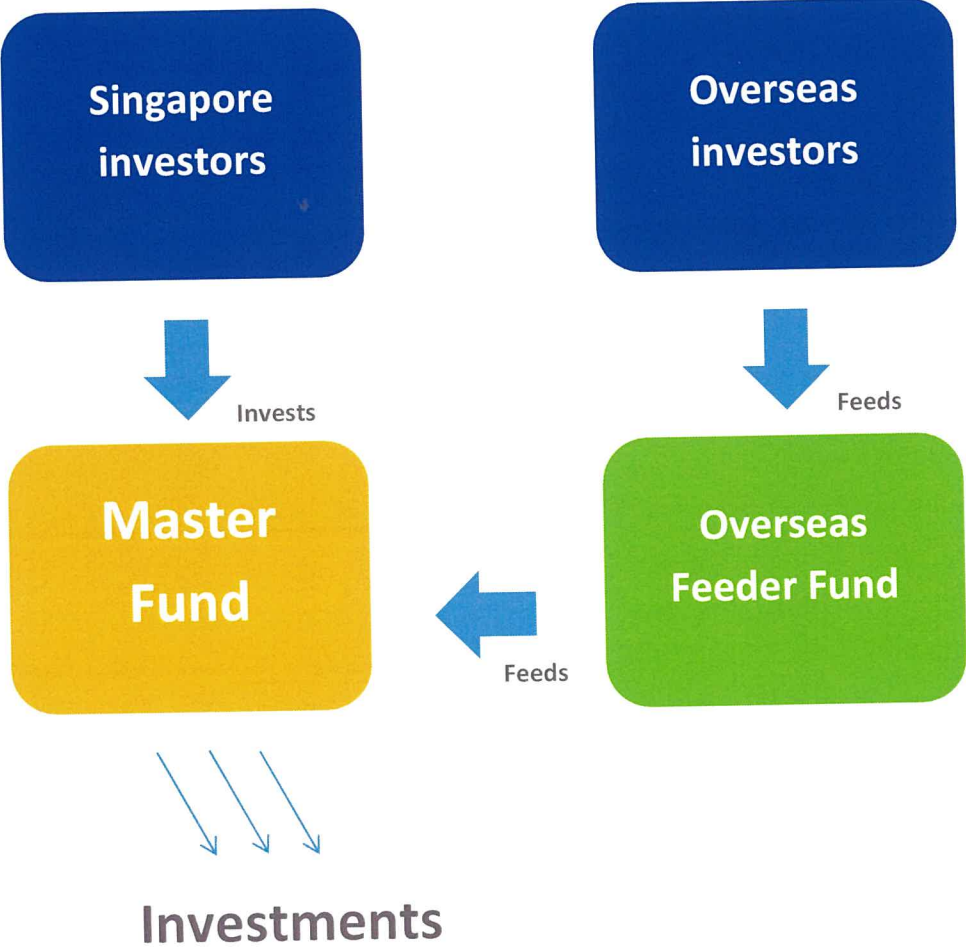 Singapore
investors
Overseas
investors
Invests
Feeds
Master
Fund
Overseas
Feeder Fund
Feeds
Investments